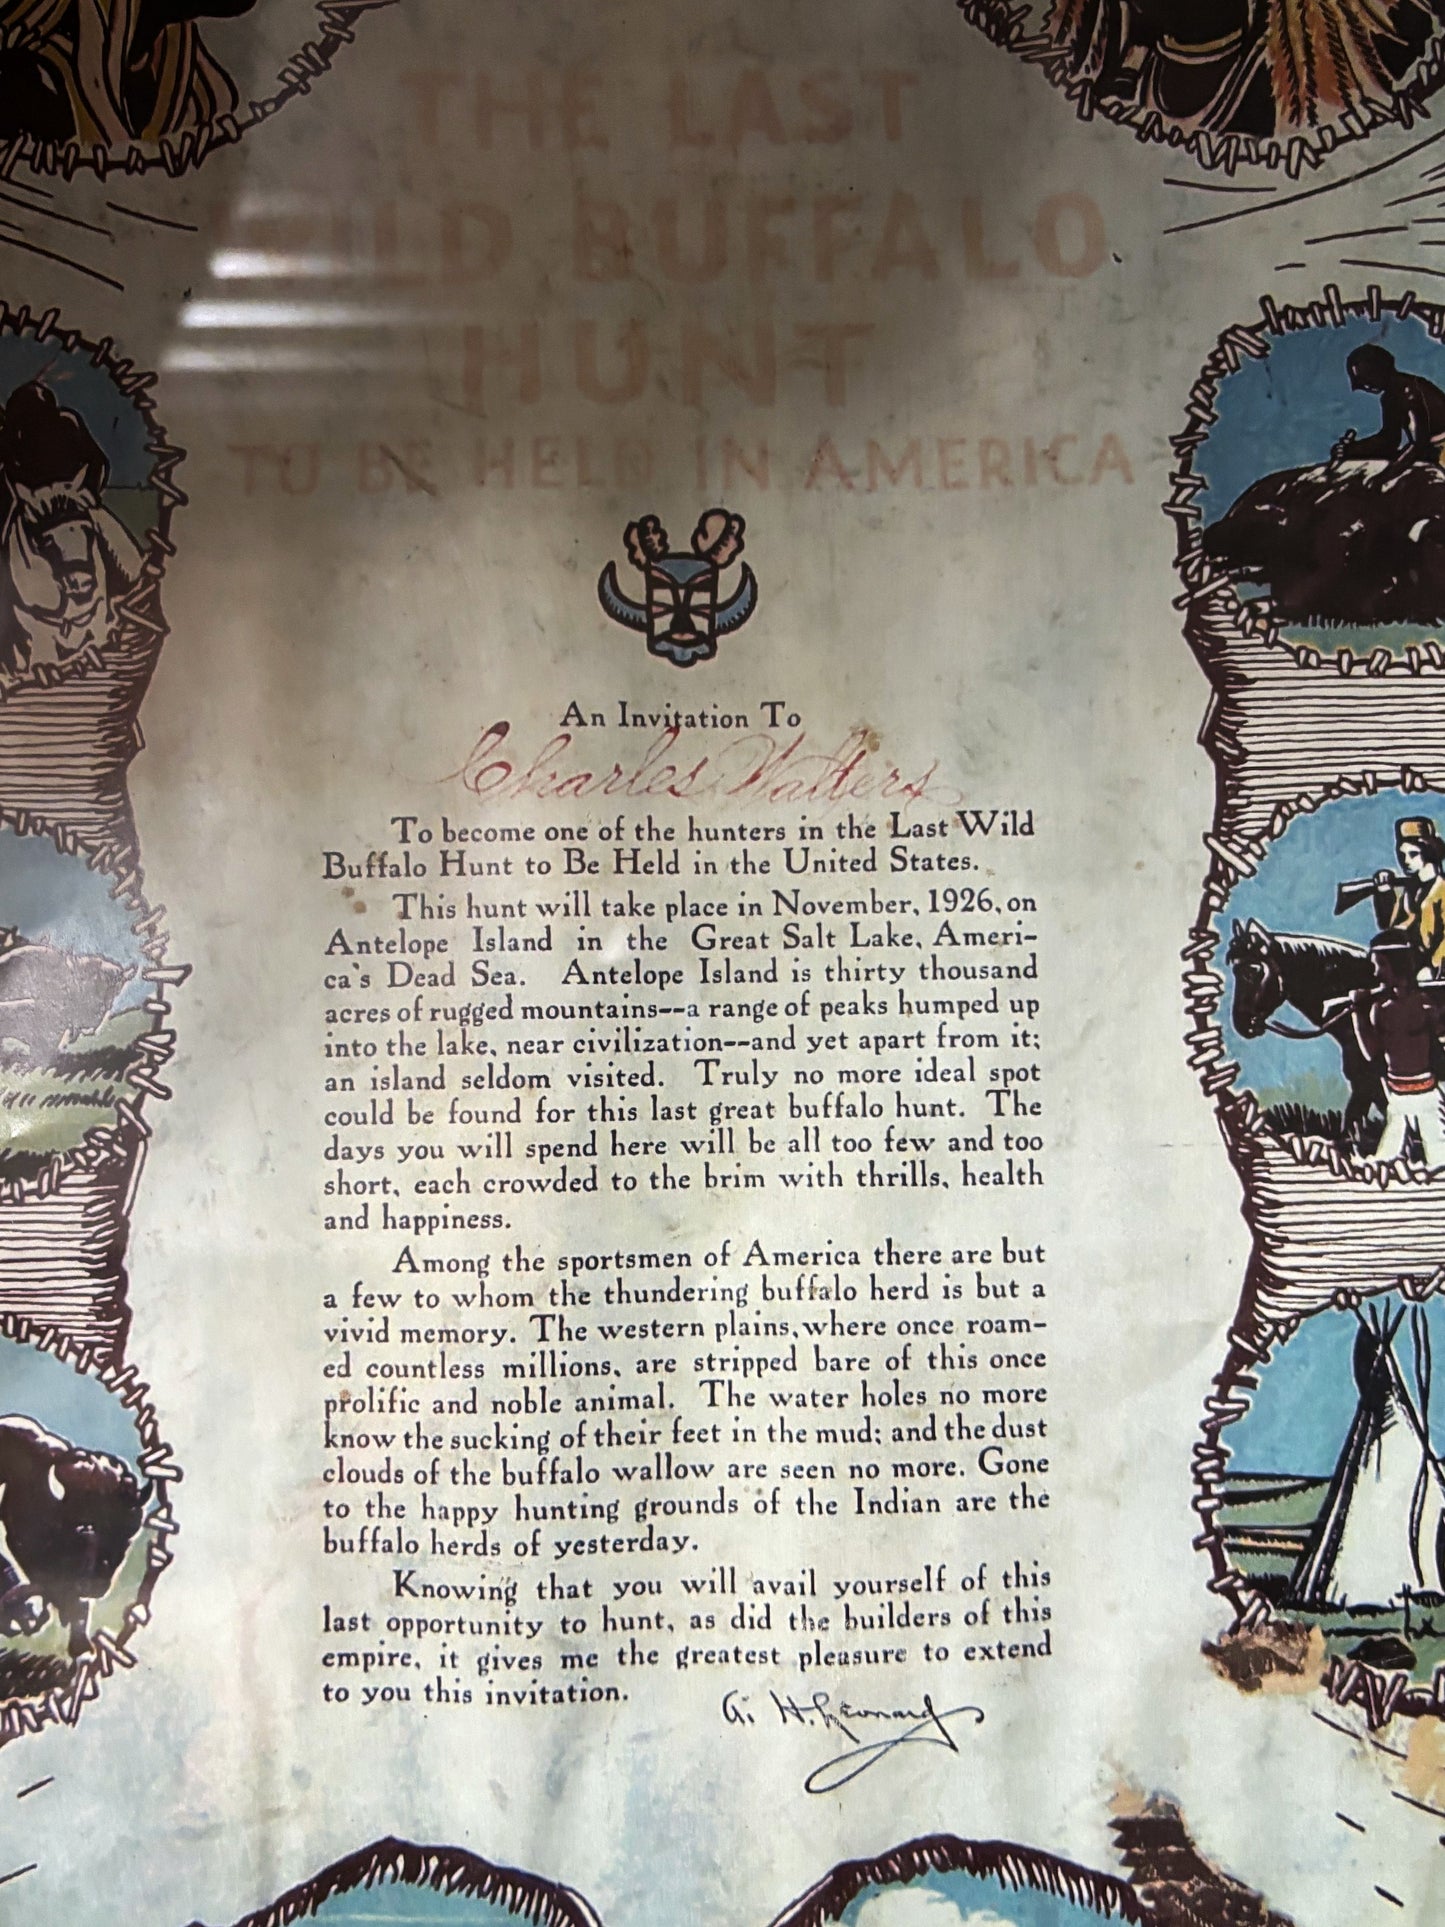 THE LAST
WILD BUFFALO
HUNT
TO BE HELD IN AMERICA
An Invitation To
Charles Walters
To become one of the hunters in the Last Wild
Buffalo Hunt to Be Held in the United States.
This hunt will take place in November, 1926, on
Antelope Island in the Great Salt Lake, Ameri-
ca's Dead Sea. Antelope Island is thirty thousand
acres of rugged mountains--a range of peaks humped up
into the lake, near civilization--and yet apart from it;
an island seldom visited. Truly no more ideal spot
could be found for this last great buffalo hunt. The
days you will spend here will be all too few and too
short, each crowded to the brim with thrills, health
and happiness.
Among the sportsmen of America there are but
a few to whom the thundering buffalo herd is but a
vivid memory. The western plains, where once roam-
ed countless millions, are stripped bare of this once
prolific and noble animal. The water holes no more
know the sucking of their feet in the mud; and the dust
clouds of the buffalo wallow are seen no more. Gone
to the happy hunting grounds of the Indian are the
buffalo herds of yesterday.
Knowing that you will avail yourself of this
last opportunity to hunt, as did the builders of this
empire, it gives me the greatest pleasure to extend
to you this invitation.
A. H. Leonard